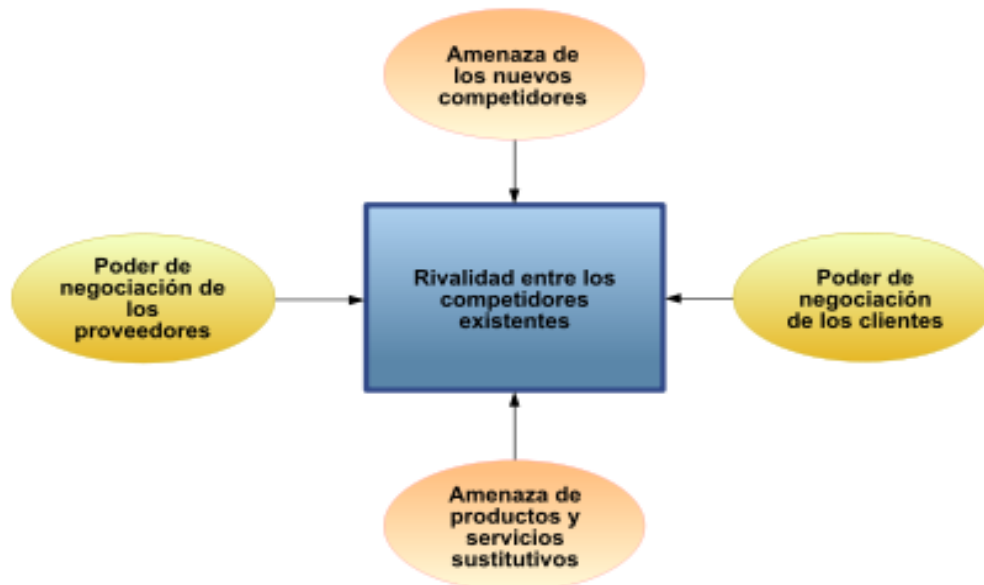 Amenaza de
los nuevos
competidores
Poder de
negociación de
los
proveedores
Rivalidad entre los
competidores
existentes
Poder de
negociación
de los clientes
Amenaza de
productos y
servicios
sustitutivos